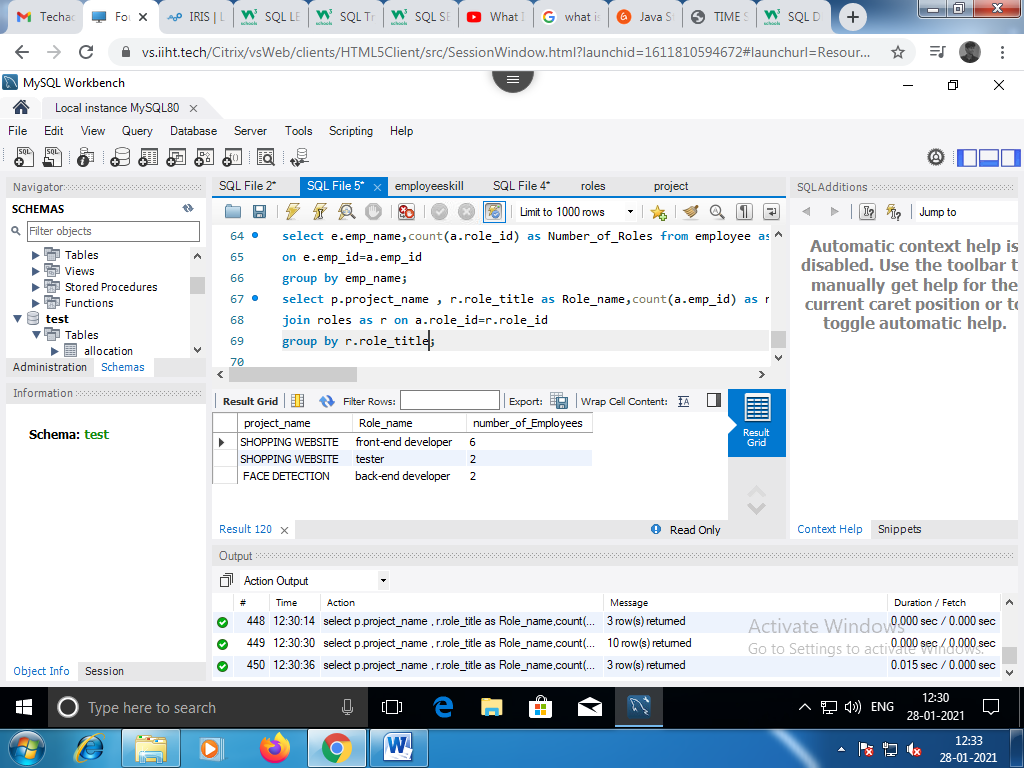 Techac
Fou
IRIS | L
SQL LE
SQL Tr
SQL SE
What I
what is
Java S
TIME S
SQL D
vs.iiht.tech/Citrix/vsWeb/clients/HTML5Client/src/SessionWindow.html?launchid=1611810594672#launchurl=Resour...
MySQL Workbench
Local instance MySQL80
File Edit View Query Database Server Tools Scripting Help
Navigator
SCHEMAS
Filter objects
Tables
Views
Stored Procedures
Functions
test
Tables
allocation
Administration Schemas
Information
Schema: test
Object Info Session
SQL File 2* SQL File 5* employeeskill SQL File 4* roles project
Limit to 1000 rows
64 select e.emp_name,count(a.role_id) as Number_of_Roles from employee as
65 on e.emp_id=a.emp_id
66 group by emp_name;
67 select p.project_name , r.role_title as Role_name,count(a.emp_id) as r
68 join roles as r on a.role_id=r.role_id
69 group by r.role_title;
70
Result Grid Filter Rows: Export: Wrap Cell Content:
project_name Role_name number_of_Employees
SHOPPING WEBSITE front-end developer 6
SHOPPING WEBSITE tester 2
FACE DETECTION back-end developer 2
Result
Grid
Result 120 Read Only
SQLAdditions
Jump to
Automatic context help is
disabled. Use the toolbar t
manually get help for the
current caret position or to
toggle automatic help.
Context Help Snippets
Output
Action Output
# Time Action Message Duration / Fetch
448 12:30:14 select p.project_name , r.role_title as Role_name,count(... 3 row(s) returned 0.000 sec / 0.000 sec
449 12:30:30 select p.project_name , r.role_title as Role_name,count(... 10 row(s) returned 0.000 sec / 0.000 sec
450 12:30:36 select p.project_name , r.role_title as Role_name,count(... 3 row(s) returned 0.015 sec / 0.000 sec
Activate Windows
Go to Settings to activate Windows.
Type here to search
ENG
12:30
28-01-2021
12:33
28-01-2021